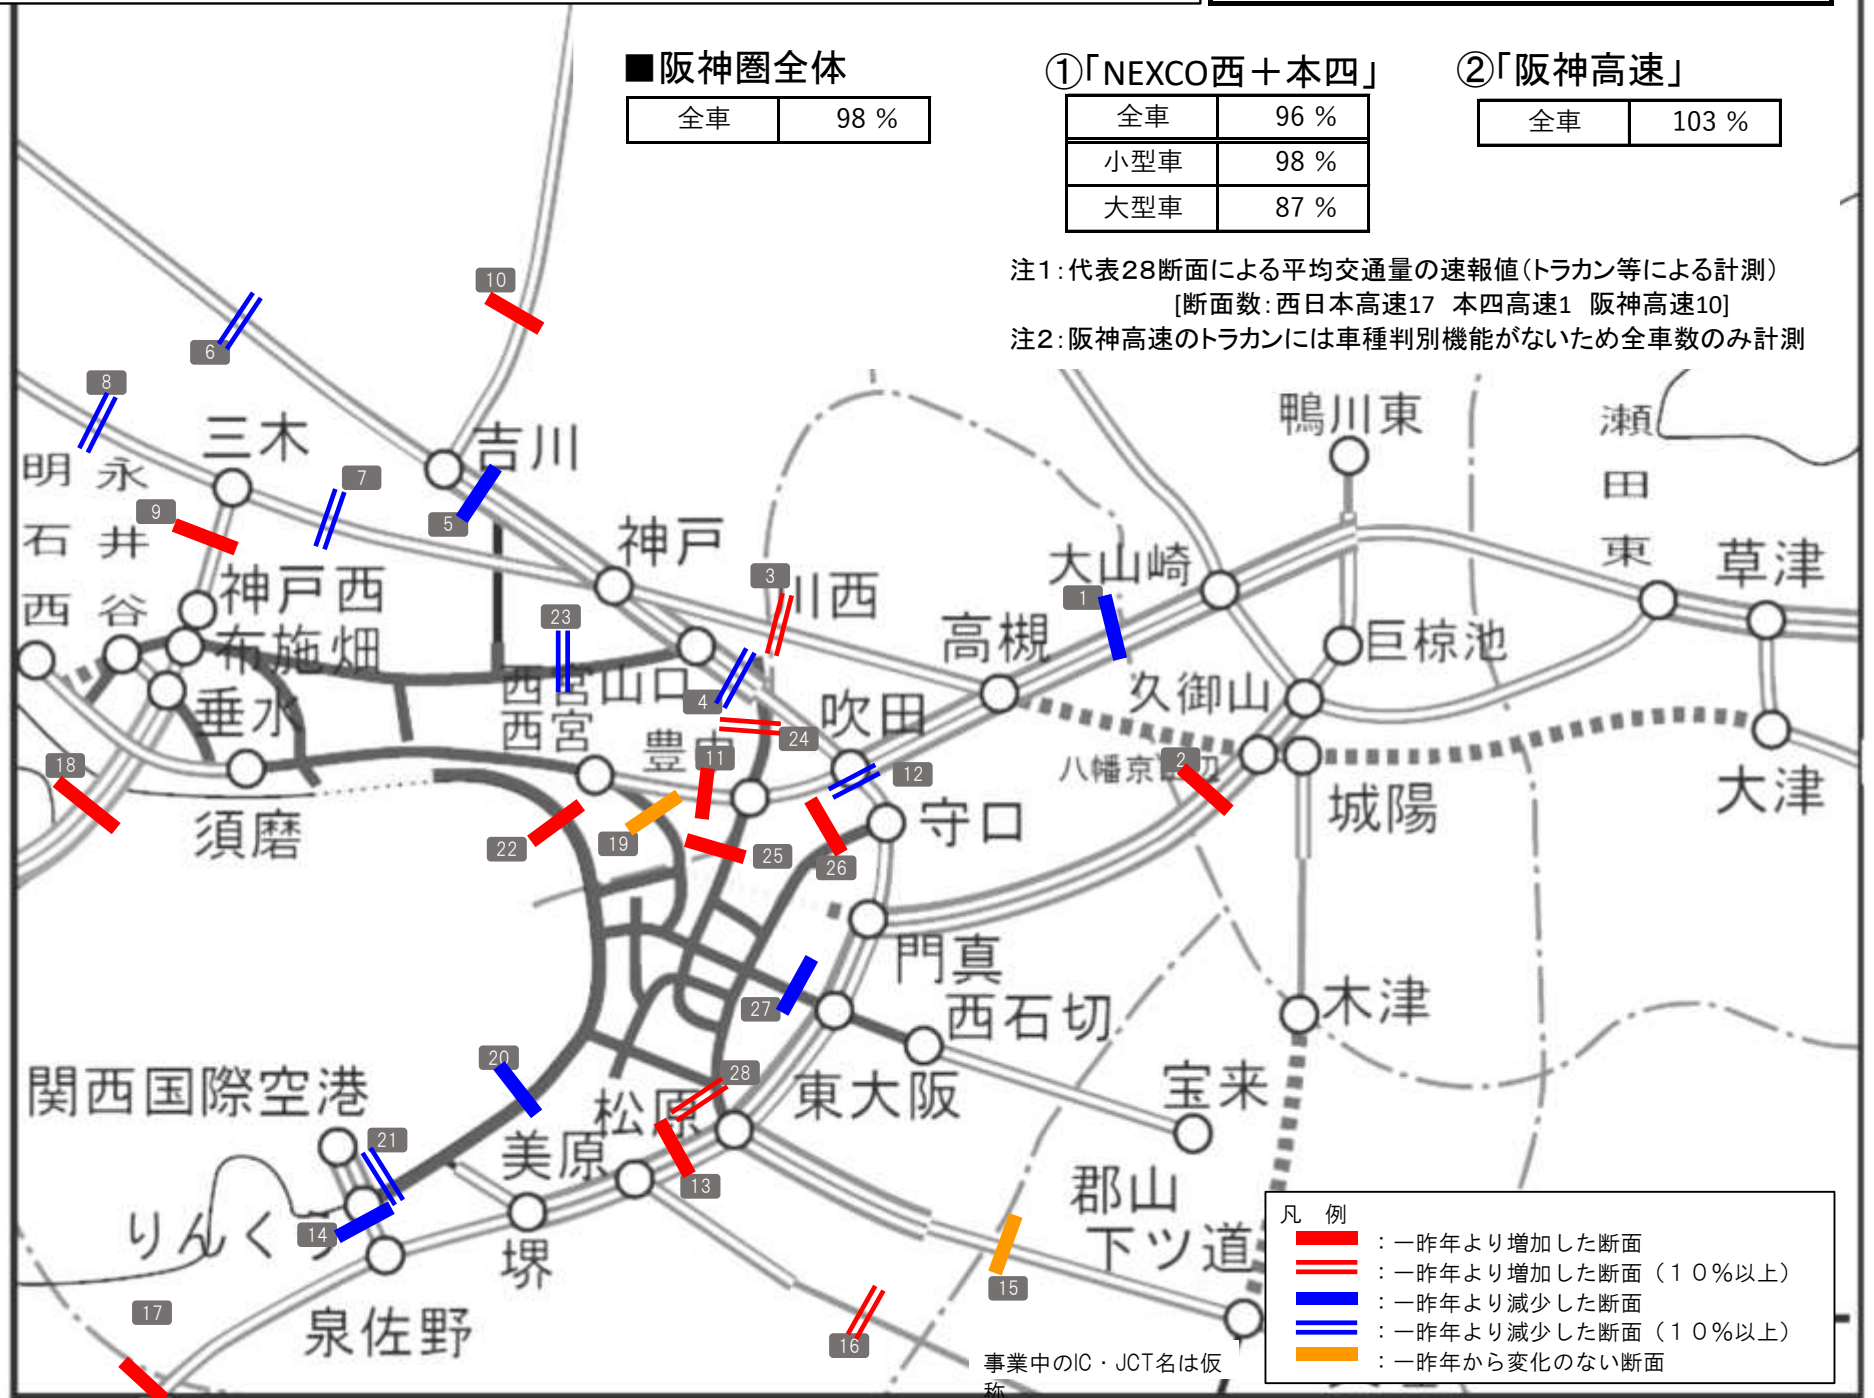 ■阪神圏全体
全車 98 %
①「NEXCO西＋本四」
全車 96 %
小型車 98 %
大型車 87 %
②「阪神高速」
全車 103 %
注１：代表２８断面による平均交通量の速報値（トラカン等による計測）
[断面数：西日本高速17 本四高速1 阪神高速10]
注２：阪神高速のトラカンには車種判別機能がないため全車数のみ計測
10
6
8
三木
吉川
鴨川東
瀬田東
明石西
永井谷
7
9
5
神戸
大山崎
草津
神戸西
3
川西
1
23
高槻
巨椋池
布施畑
西宮山口
4
久御山
垂水
西宮
吹田
24
豊中
11
12
八幡京田辺
2
18
大津
須磨
守口
城陽
22
19
25
26
門真
27
西石切
木津
20
関西国際空港
28
松原
東大阪
宝来
21
美原
13
郡山
下ツ道
りんくう
14
堺
15
17
泉佐野
16
事業中のIC・JCT名は仮
称
凡 例
：一昨年より増加した断面
：一昨年より増加した断面（１０％以上）
：一昨年より減少した断面
：一昨年より減少した断面（１０％以上）
：一昨年から変化のない断面